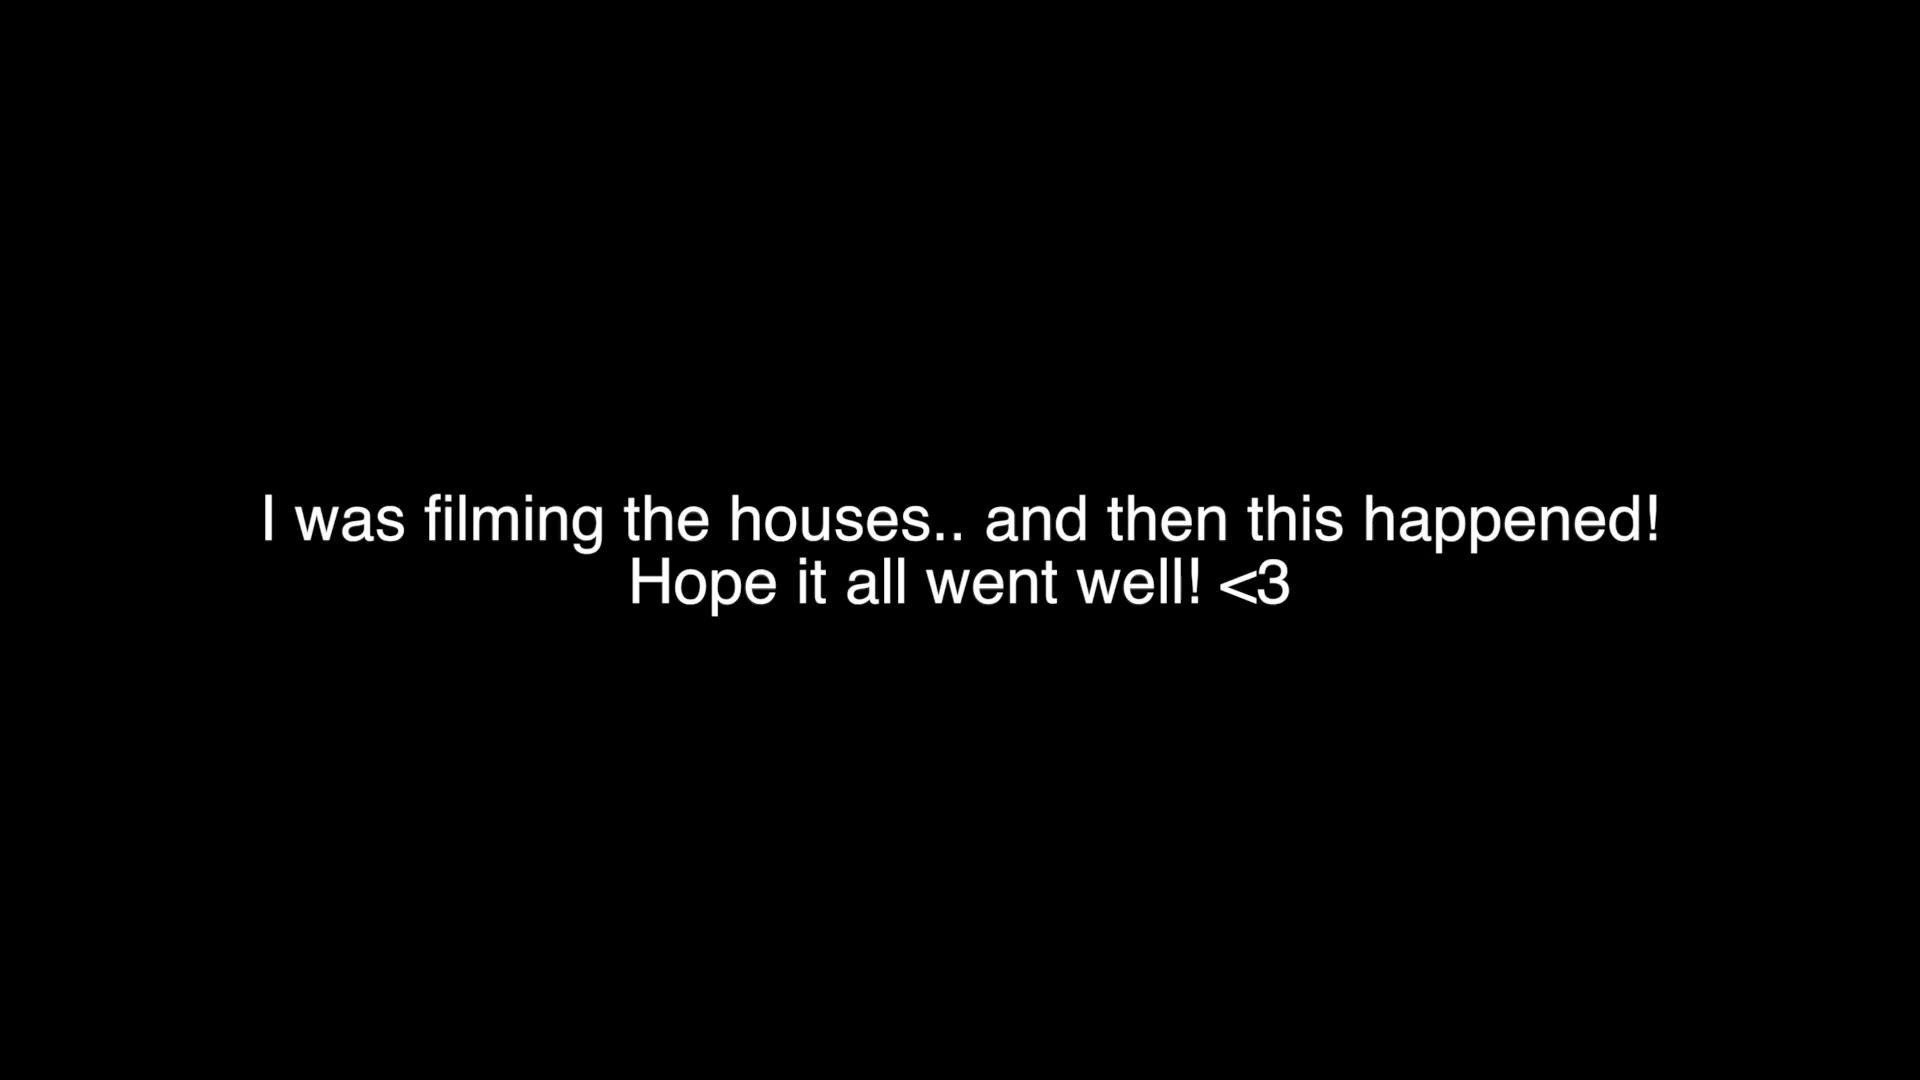 I was filming the houses.. and then this happened!
Hope it all went well! <3